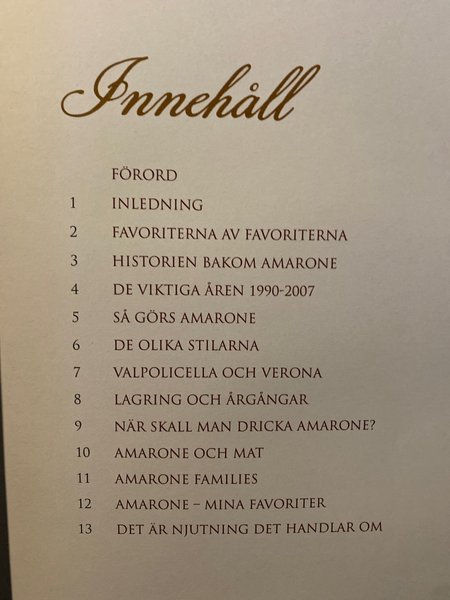 Innehåll
FÖRORD
1 INLEDNING
2 FAVORITERNA AV FAVORITERNA
3 HISTORIEN BAKOM AMARONE
4 DE VIKTIGA ÅREN 1990-2007
5 SÅ GÖRS AMARONE
6 DE OLIKA STILARNA
7 VALPOLICELLA OCH VERONA
8 LAGRING OCH ÅRGÅNGAR
9 NÄR SKALL MAN DRICKA AMARONE?
10 AMARONE OCH MAT
11 AMARONE FAMILIES
12 AMARONE – MINA FAVORITER
13 DET ÄR NJUTNING DET HANDLAR OM